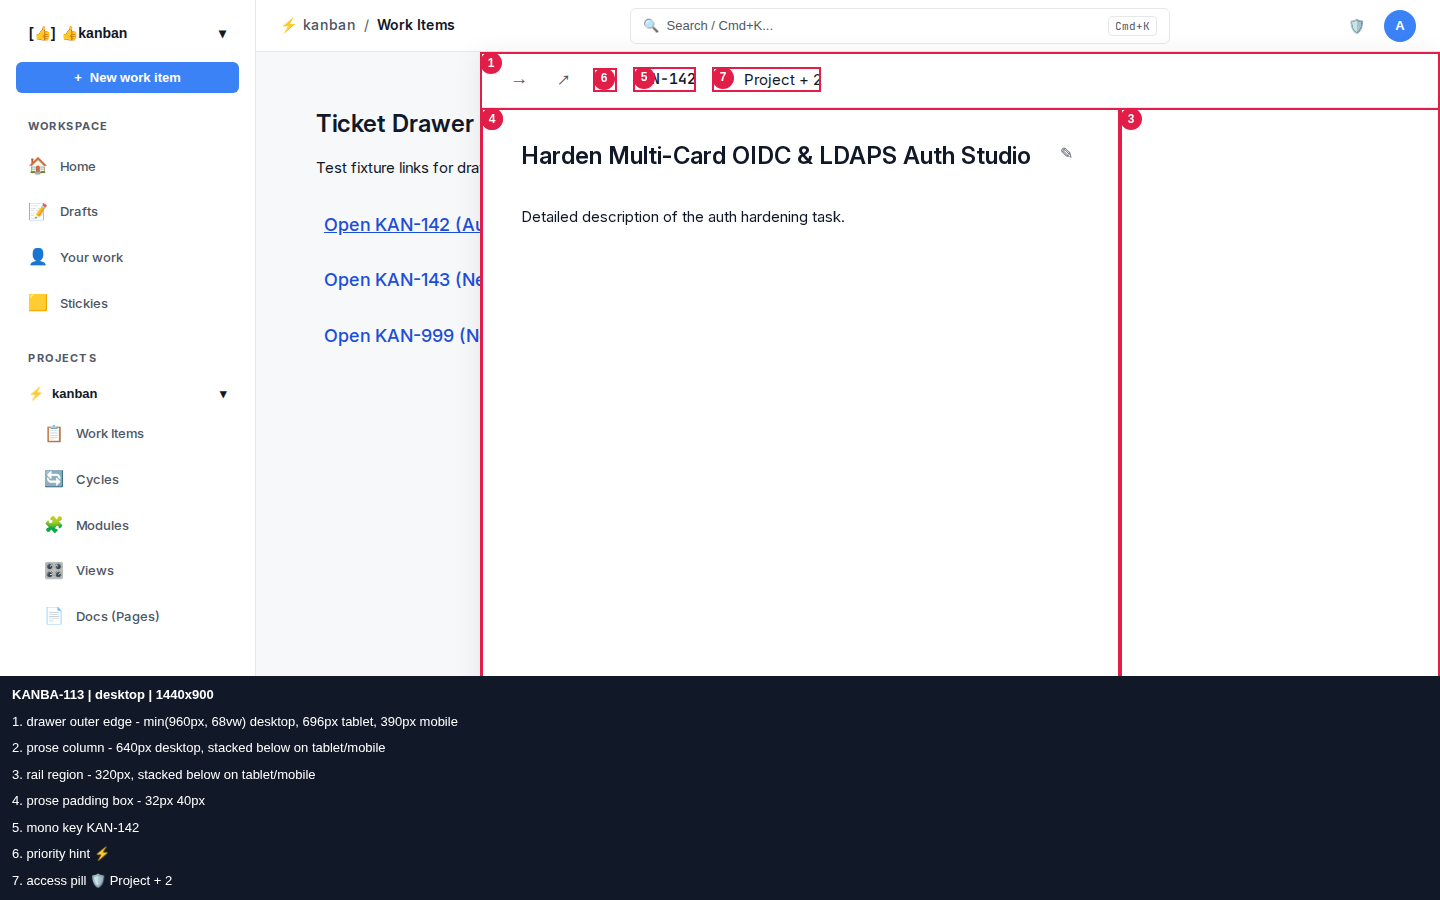 [👍] 👍kanban ▼
⚡ kanban / Work Items
🔍 Search / Cmd+K...
Cmd+K
🛡️
A
+ New work item
WORKSPACE
🏠 Home
📝 Drafts
👤 Your work
🟨 Stickies
PROJECTS
⚡ kanban ▼
📋 Work Items
🔄 Cycles
🧩 Modules
🎛️ Views
📄 Docs (Pages)
Ticket Drawer
Test fixture links for
Open KAN-142
Open KAN-143
Open KAN-999
1
→ ↗
6
5 N-142
7 Project + 2
4
3
Harden Multi-Card OIDC & LDAPS Auth Studio ✎
Detailed description of the auth hardening task.
KANBA-113 | desktop | 1440x900
1. drawer outer edge - min(960px, 68vw) desktop, 696px tablet, 390px mobile
2. prose column - 640px desktop, stacked below on tablet/mobile
3. rail region - 320px, stacked below on tablet/mobile
4. prose padding box - 32px 40px
5. mono key KAN-142
6. priority hint ⚡
7. access pill 🛡️ Project + 2